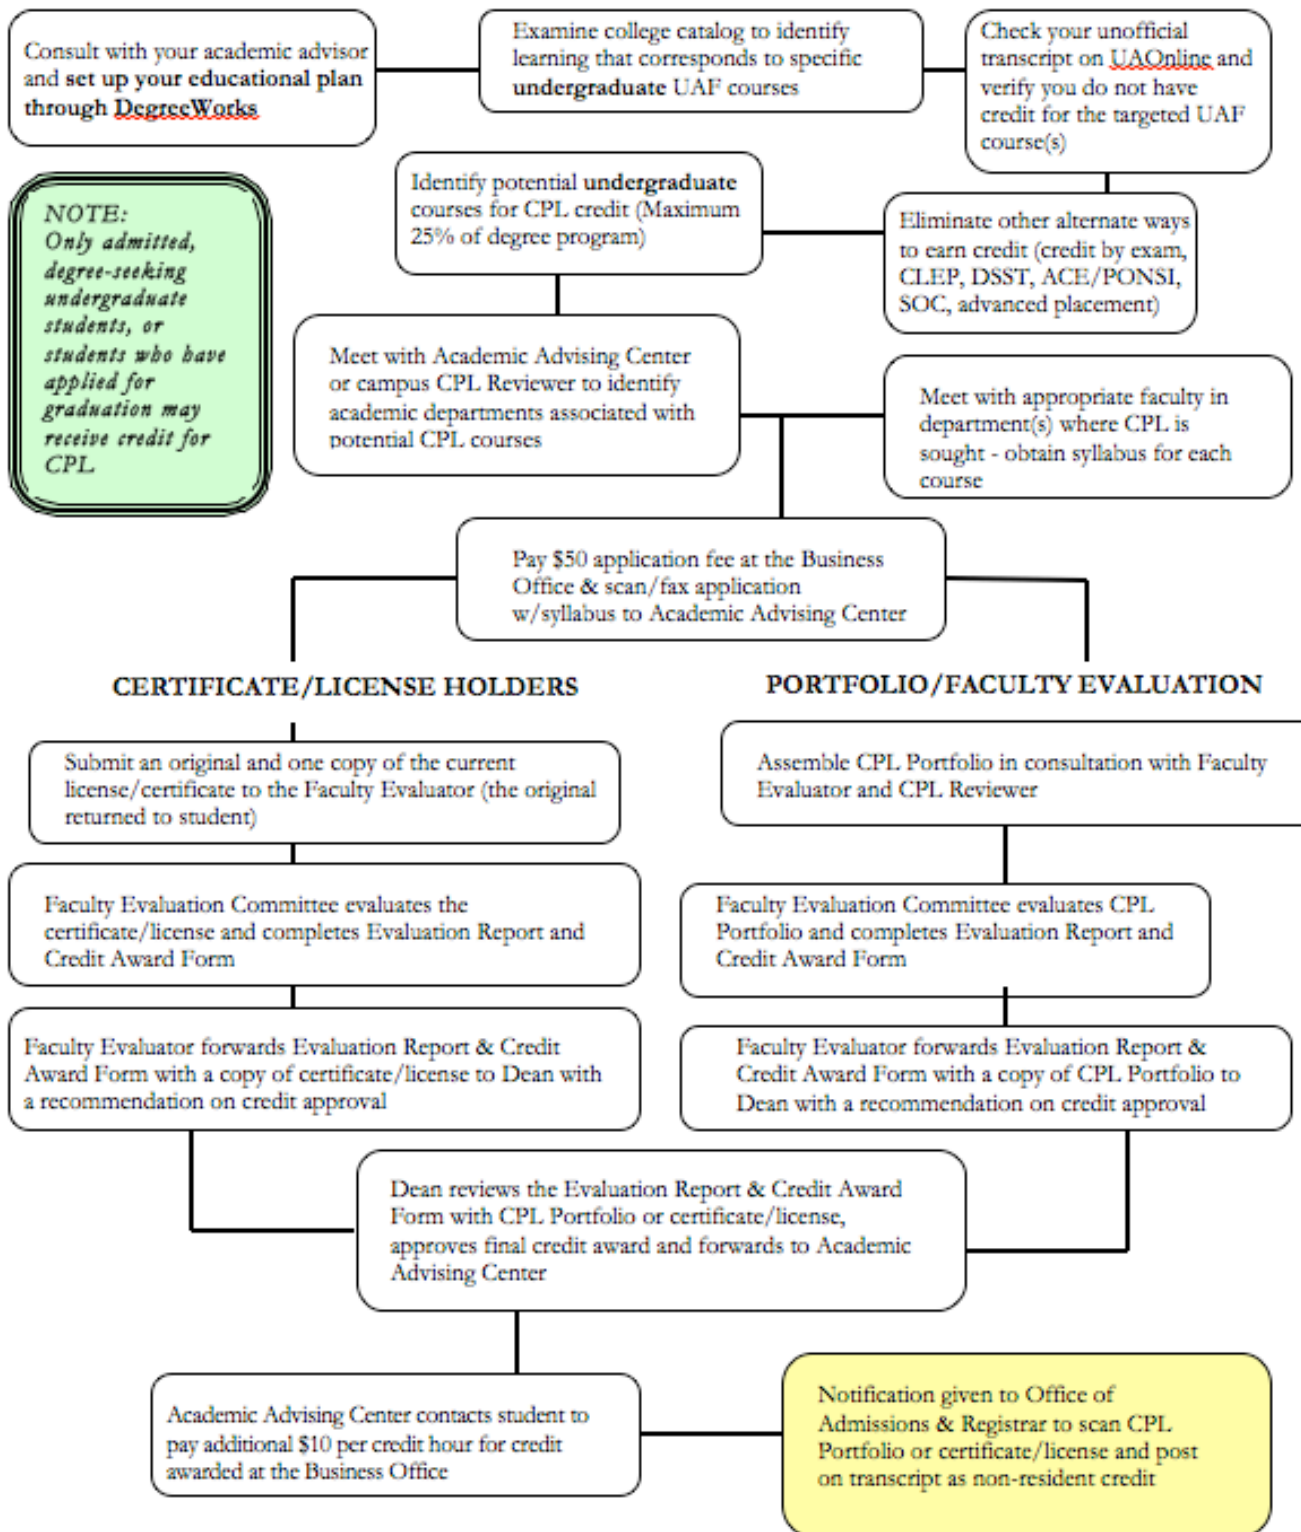 Consult with your academic advisor
and set up your educational plan
through DegreeWorks
Examine college catalog to identify
learning that corresponds to specific
undergraduate UAF courses
Check your unofficial
transcript on UAOnline and
verify you do not have
credit for the targeted UAF
course(s)
NOTE:
Only admitted,
degree-seeking
undergraduate
students, or
students who have
applied for
graduation may
receive credit for
CPL
Identify potential undergraduate
courses for CPL credit (Maximum
25% of degree program)
Eliminate other alternate ways
to earn credit (credit by exam,
CLEP, DSST, ACE/PONSI,
SOC, advanced placement)
Meet with Academic Advising Center
or campus CPL Reviewer to identify
academic departments associated with
potential CPL courses
Meet with appropriate faculty in
department(s) where CPL is
sought - obtain syllabus for each
course
Pay $50 application fee at the Business
Office & scan/fax application
w/syllabus to Academic Advising Center
CERTIFICATE/LICENSE HOLDERS
PORTFOLIO/FACULTY EVALUATION
Submit an original and one copy of the current
license/certificate to the Faculty Evaluator (the original
returned to student)
Assemble CPL Portfolio in consultation with Faculty
Evaluator and CPL Reviewer
Faculty Evaluation Committee evaluates the
certificate/license and completes Evaluation Report and
Credit Award Form
Faculty Evaluation Committee evaluates CPL
Portfolio and completes Evaluation Report and
Credit Award Form
Faculty Evaluator forwards Evaluation Report & Credit
Award Form with a copy of certificate/license to Dean with
a recommendation on credit approval
Faculty Evaluator forwards Evaluation Report &
Credit Award Form with a copy of CPL Portfolio to
Dean with a recommendation on credit approval
Dean reviews the Evaluation Report & Credit Award
Form with CPL Portfolio or certificate/license,
approves final credit award and forwards to Academic
Advising Center
Academic Advising Center contacts student to
pay additional $10 per credit hour for credit
awarded at the Business Office
Notification given to Office of
Admissions & Registrar to scan CPL
Portfolio or certificate/license and post
on transcript as non-resident credit